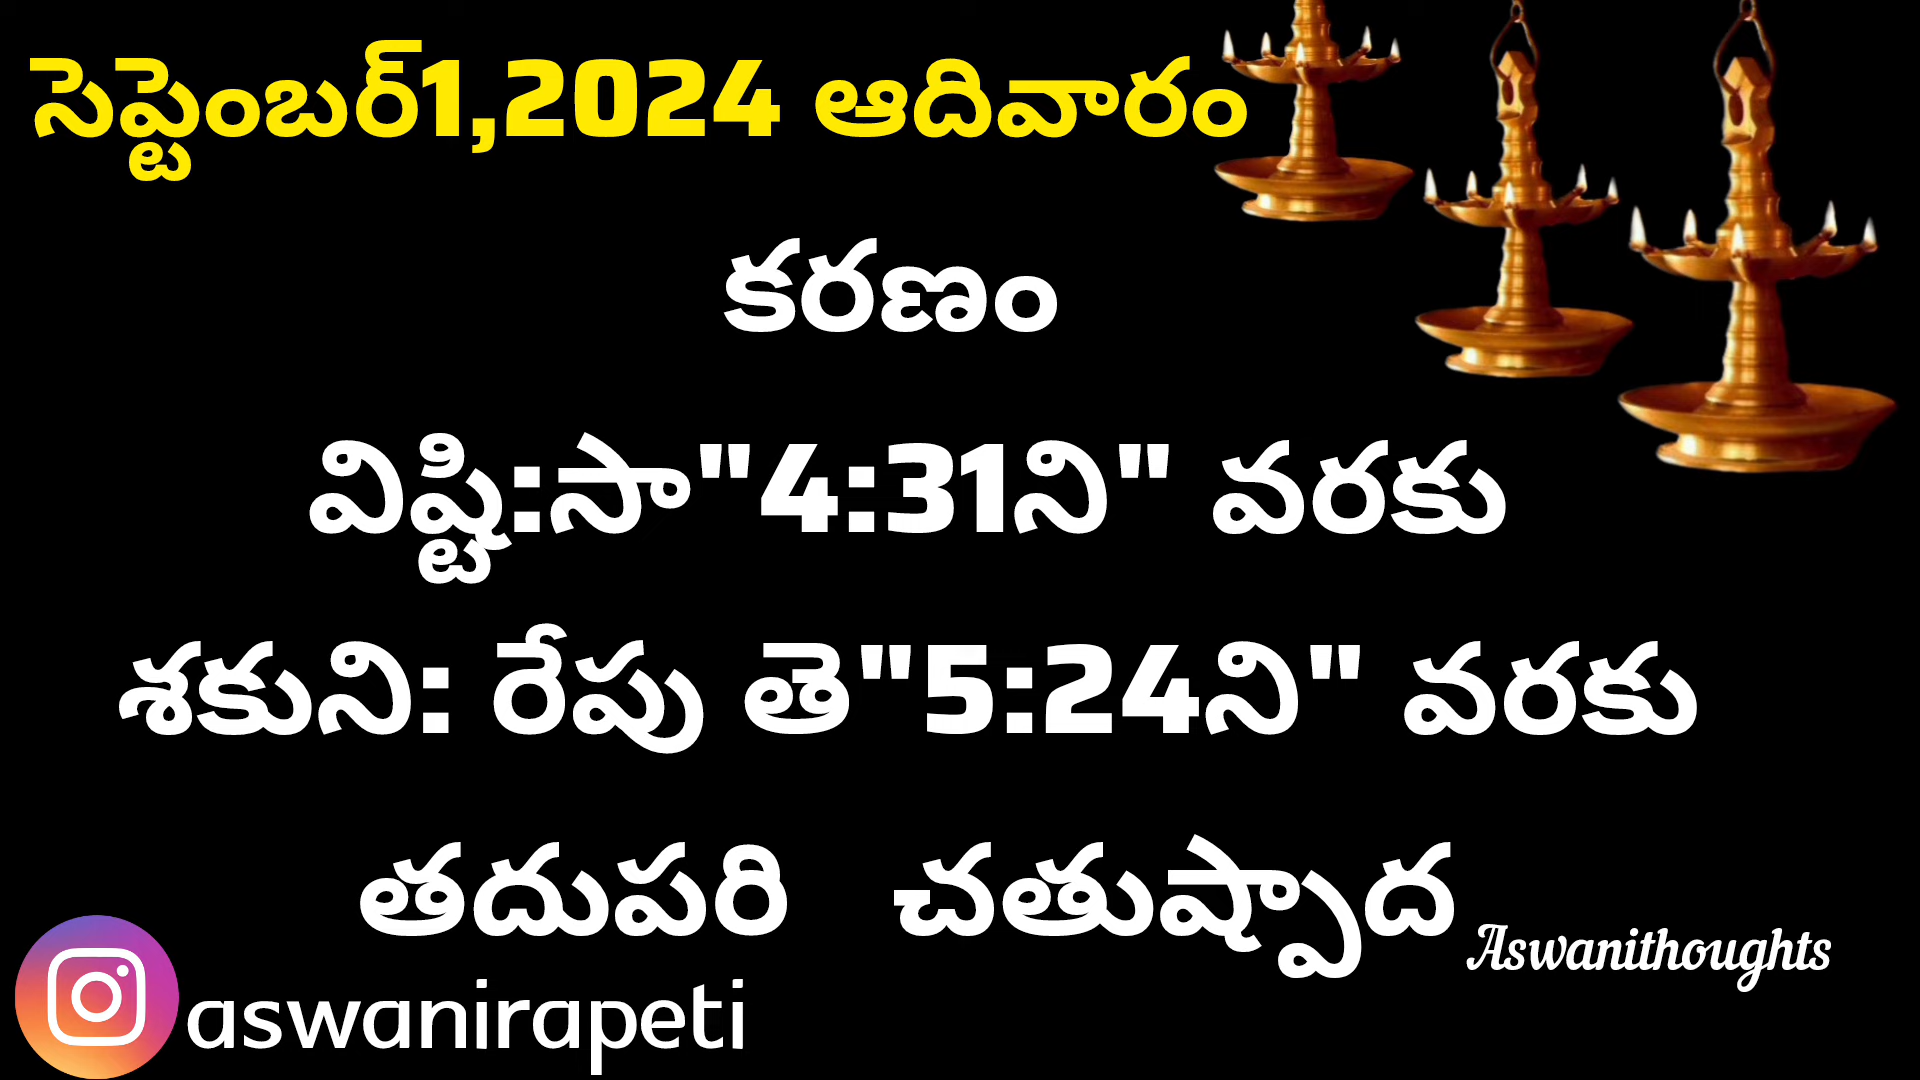 సెప్టెంబర్1,2024 ఆదివారం
కరణం
విష్టి:సా"4:31ని" వరకు
శకుని: రేపు తె"5:24ని" వరకు
తదుపరి చతుష్పాద
Aswanithoughts
aswanirapeti